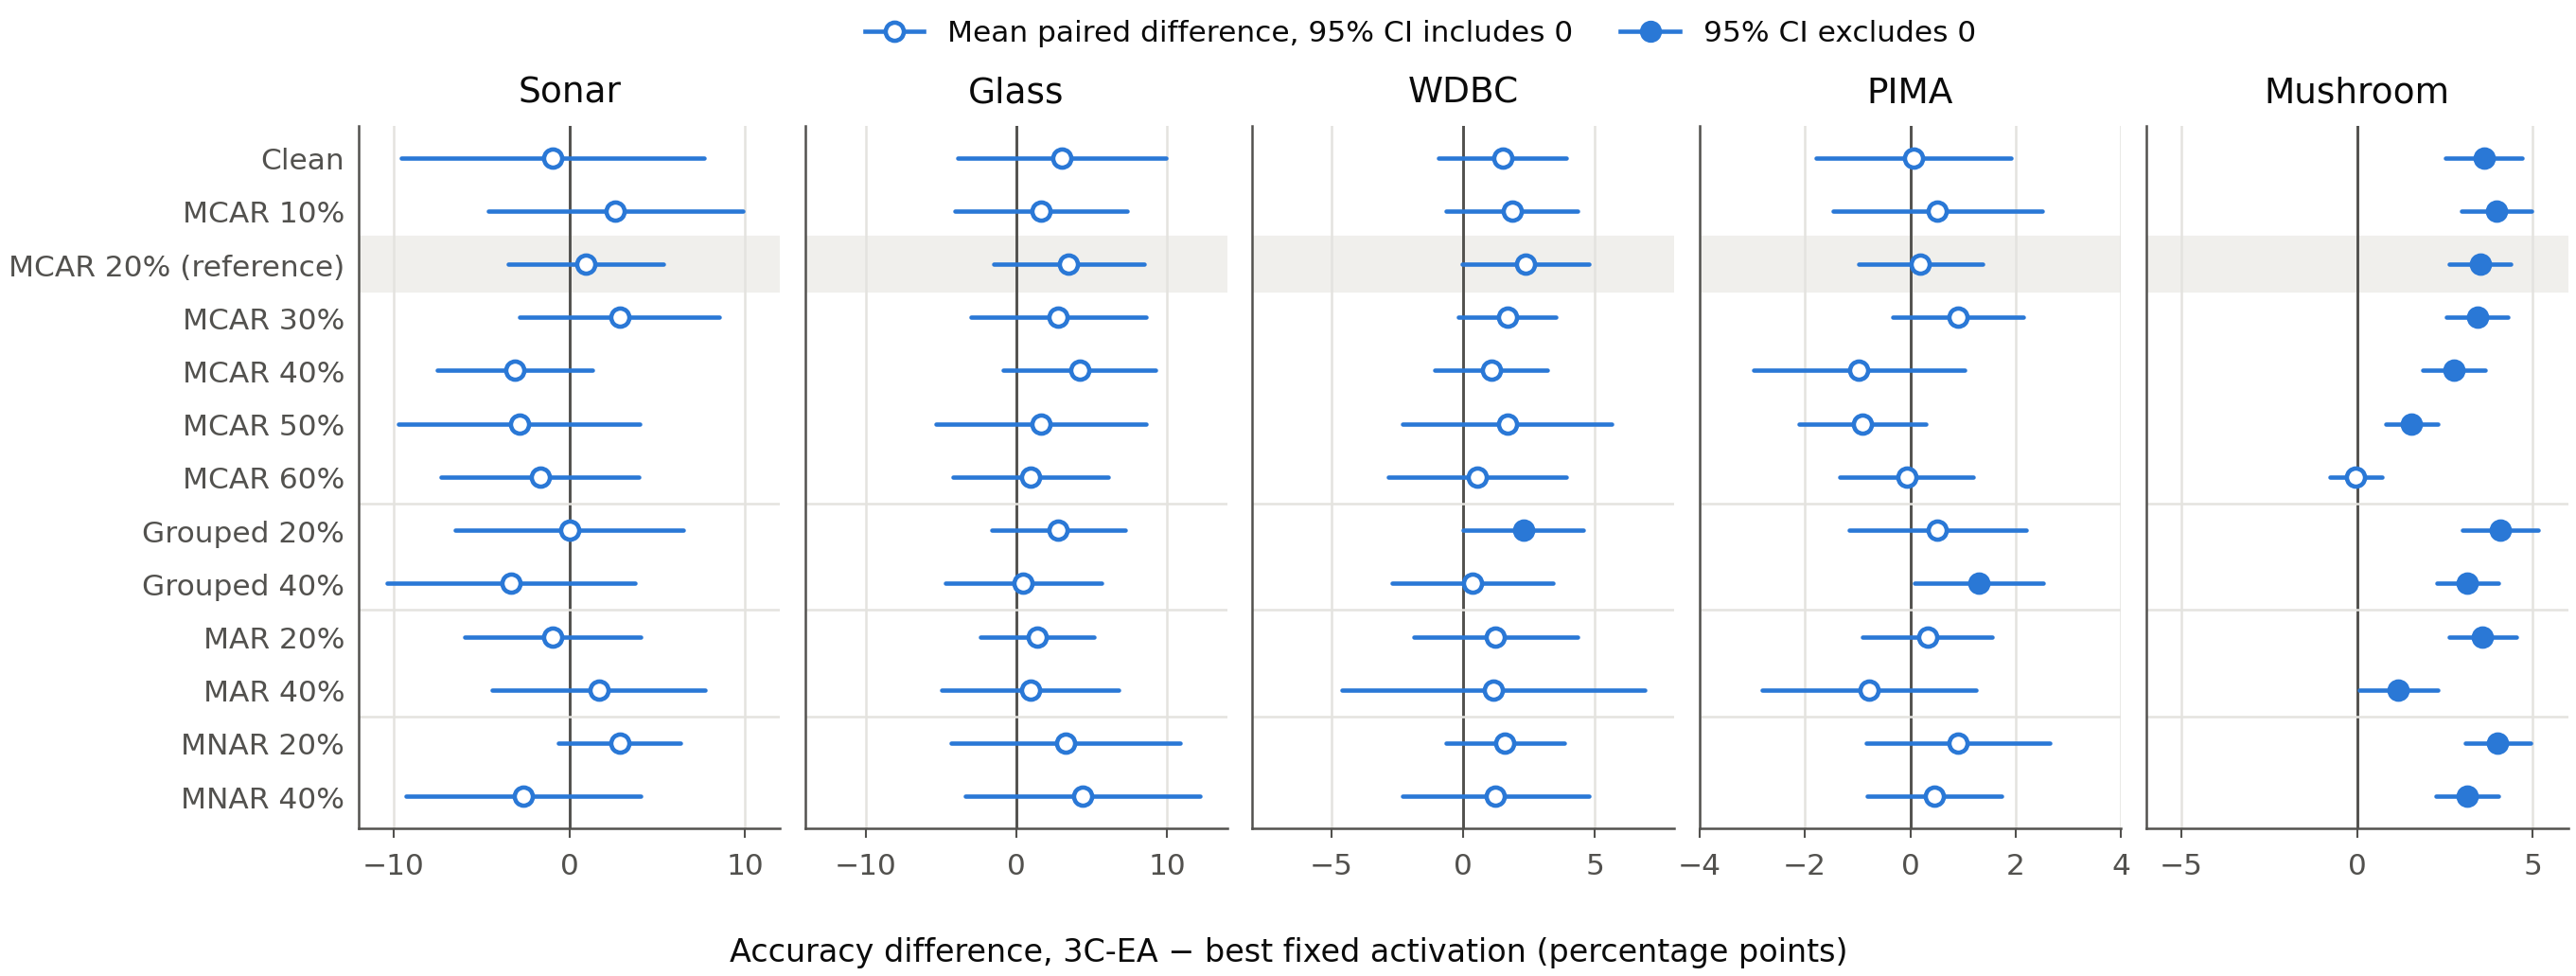 Mean paired difference, 95% CI includes 0
95% CI excludes 0
Sonar
Glass
WDBC
PIMA
Mushroom
Clean
MCAR 10%
MCAR 20% (reference)
MCAR 30%
MCAR 40%
MCAR 50%
MCAR 60%
Grouped 20%
Grouped 40%
MAR 20%
MAR 40%
MNAR 20%
MNAR 40%
−10 0 10
−10 0 10
−5 0 5
−4 −2 0 2 4
−5 0 5
Accuracy difference, 3C-EA − best fixed activation (percentage points)